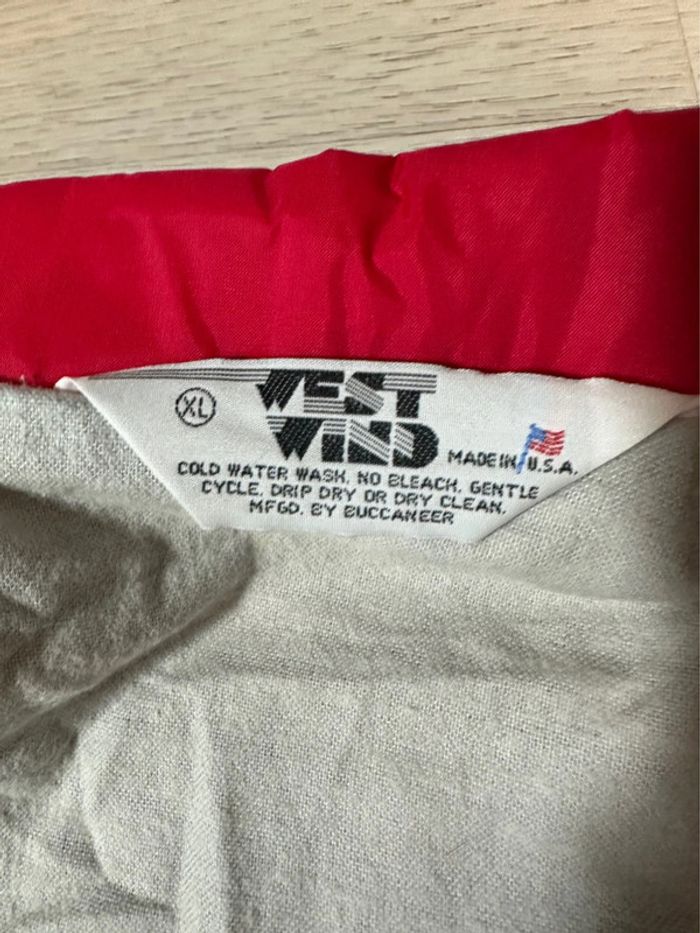 XL
WEST
WIND
MADE IN U.S.A.
COLD WATER WASH. NO BLEACH. GENTLE
CYCLE. DRIP DRY OR DRY CLEAN.
MFGD. BY BUCCANEER